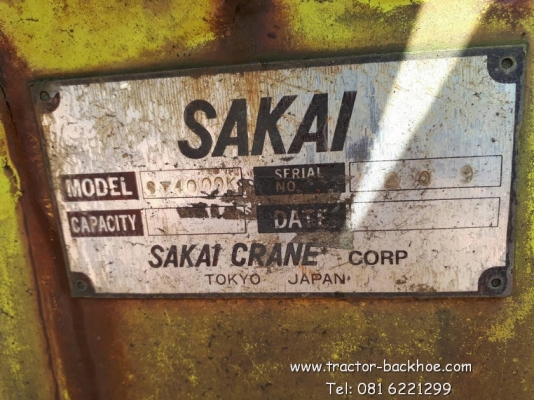 SAKAI
MODEL SERIAL NO.
CAPACITY DATE
SAKAI CRANE CORP
TOKYO JAPAN
www.tractor-backhoe.com
Tel: 081 6221299